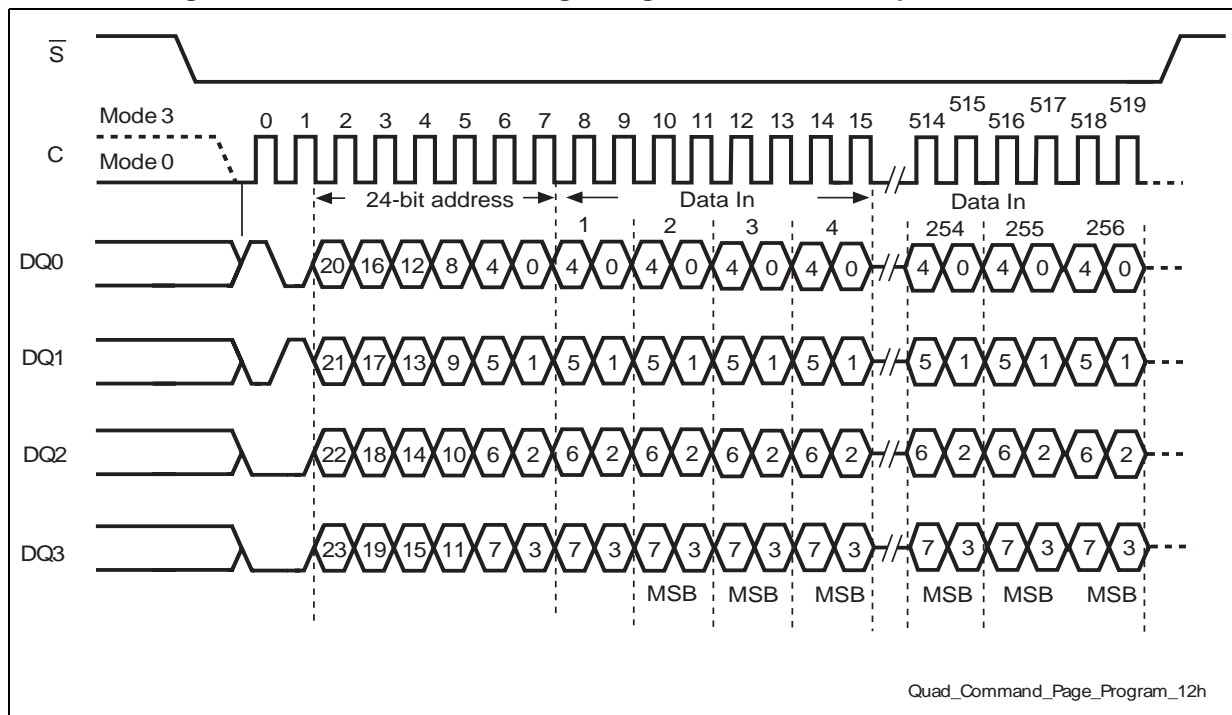 S
515 517 519
Mode 3 0 1 2 3 4 5 6 7 8 9 10 11 12 13 14 15 514 516 518
C
Mode 0
24-bit address Data In Data In
1 2 3 4 254 255 256
DQ0 20 16 12 8 4 0 4 0 4 0 4 0 4 0 4 0 4 0 4 0
DQ1 21 17 13 9 5 1 5 1 5 1 5 1 5 1 5 1 5 1 5 1
DQ2 22 18 14 10 6 2 6 2 6 2 6 2 6 2 6 2 6 2 6 2
DQ3 23 19 15 11 7 3 7 3 7 3 7 3 7 3 7 3 7 3 7 3
MSB MSB MSB MSB MSB MSB
Quad_Command_Page_Program_12h